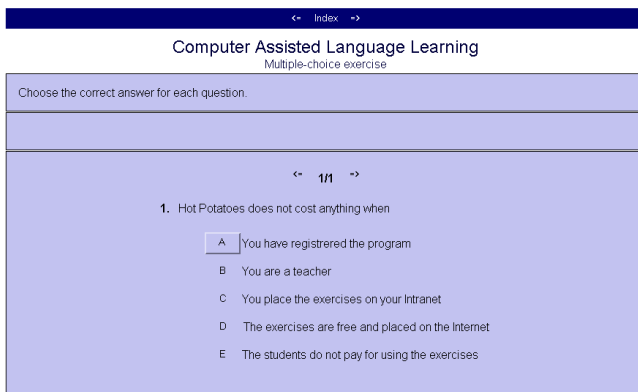 <= Index =>
Computer Assisted Language Learning
Multiple-choice exercise
Choose the correct answer for each question.
<= 1/1 =>
1. Hot Potatoes does not cost anything when
A You have registrered the program
B You are a teacher
C You place the exercises on your Intranet
D The exercises are free and placed on the Internet
E The students do not pay for using the exercises